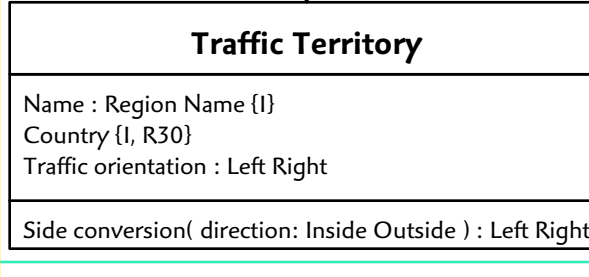 Traffic Territory
Name : Region Name {I}
Country {I, R30}
Traffic orientation : Left Right
Side conversion( direction: Inside Outside ) : Left Right